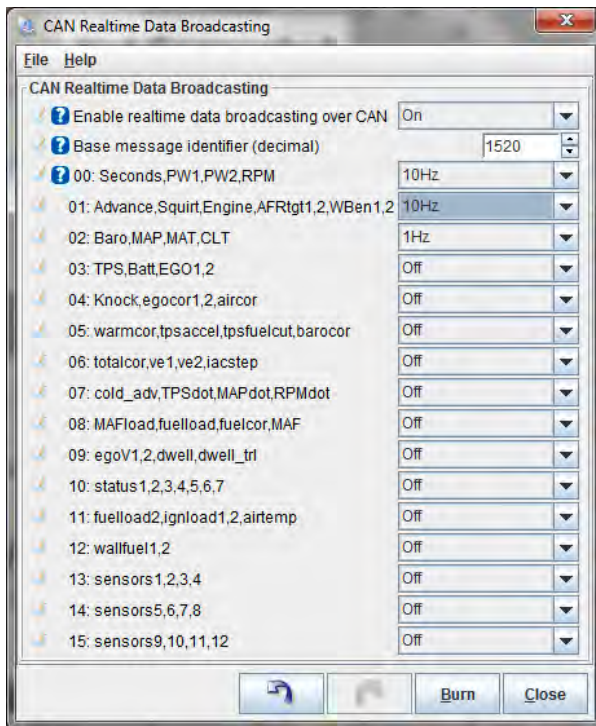 CAN Realtime Data Broadcasting
File Help
CAN Realtime Data Broadcasting
Enable realtime data broadcasting over CAN On
Base message identifier (decimal) 1520
00: Seconds,PW1,PW2,RPM 10Hz
01: Advance,Squirt,Engine,AFRtgt1,2,WBen1,2 10Hz
02: Baro,MAP,MAT,CLT 1Hz
03: TPS,Batt,EGO1,2 Off
04: Knock,egocor1,2,aircor Off
05: warmcor,tpsaccel,tpsfuelcut,barocor Off
06: totalcor,ve1,ve2,iacstep Off
07: cold_adv,TPSdot,MAPdot,RPMdot Off
08: MAFload,fuelload,fuelcor,MAF Off
09: egoV1,2,dwell,dwell_trl Off
10: status1,2,3,4,5,6,7 Off
11: fuelload2,ignload1,2,airtemp Off
12: wallfuel1,2 Off
13: sensors1,2,3,4 Off
14: sensors5,6,7,8 Off
15: sensors9,10,11,12 Off
Burn Close